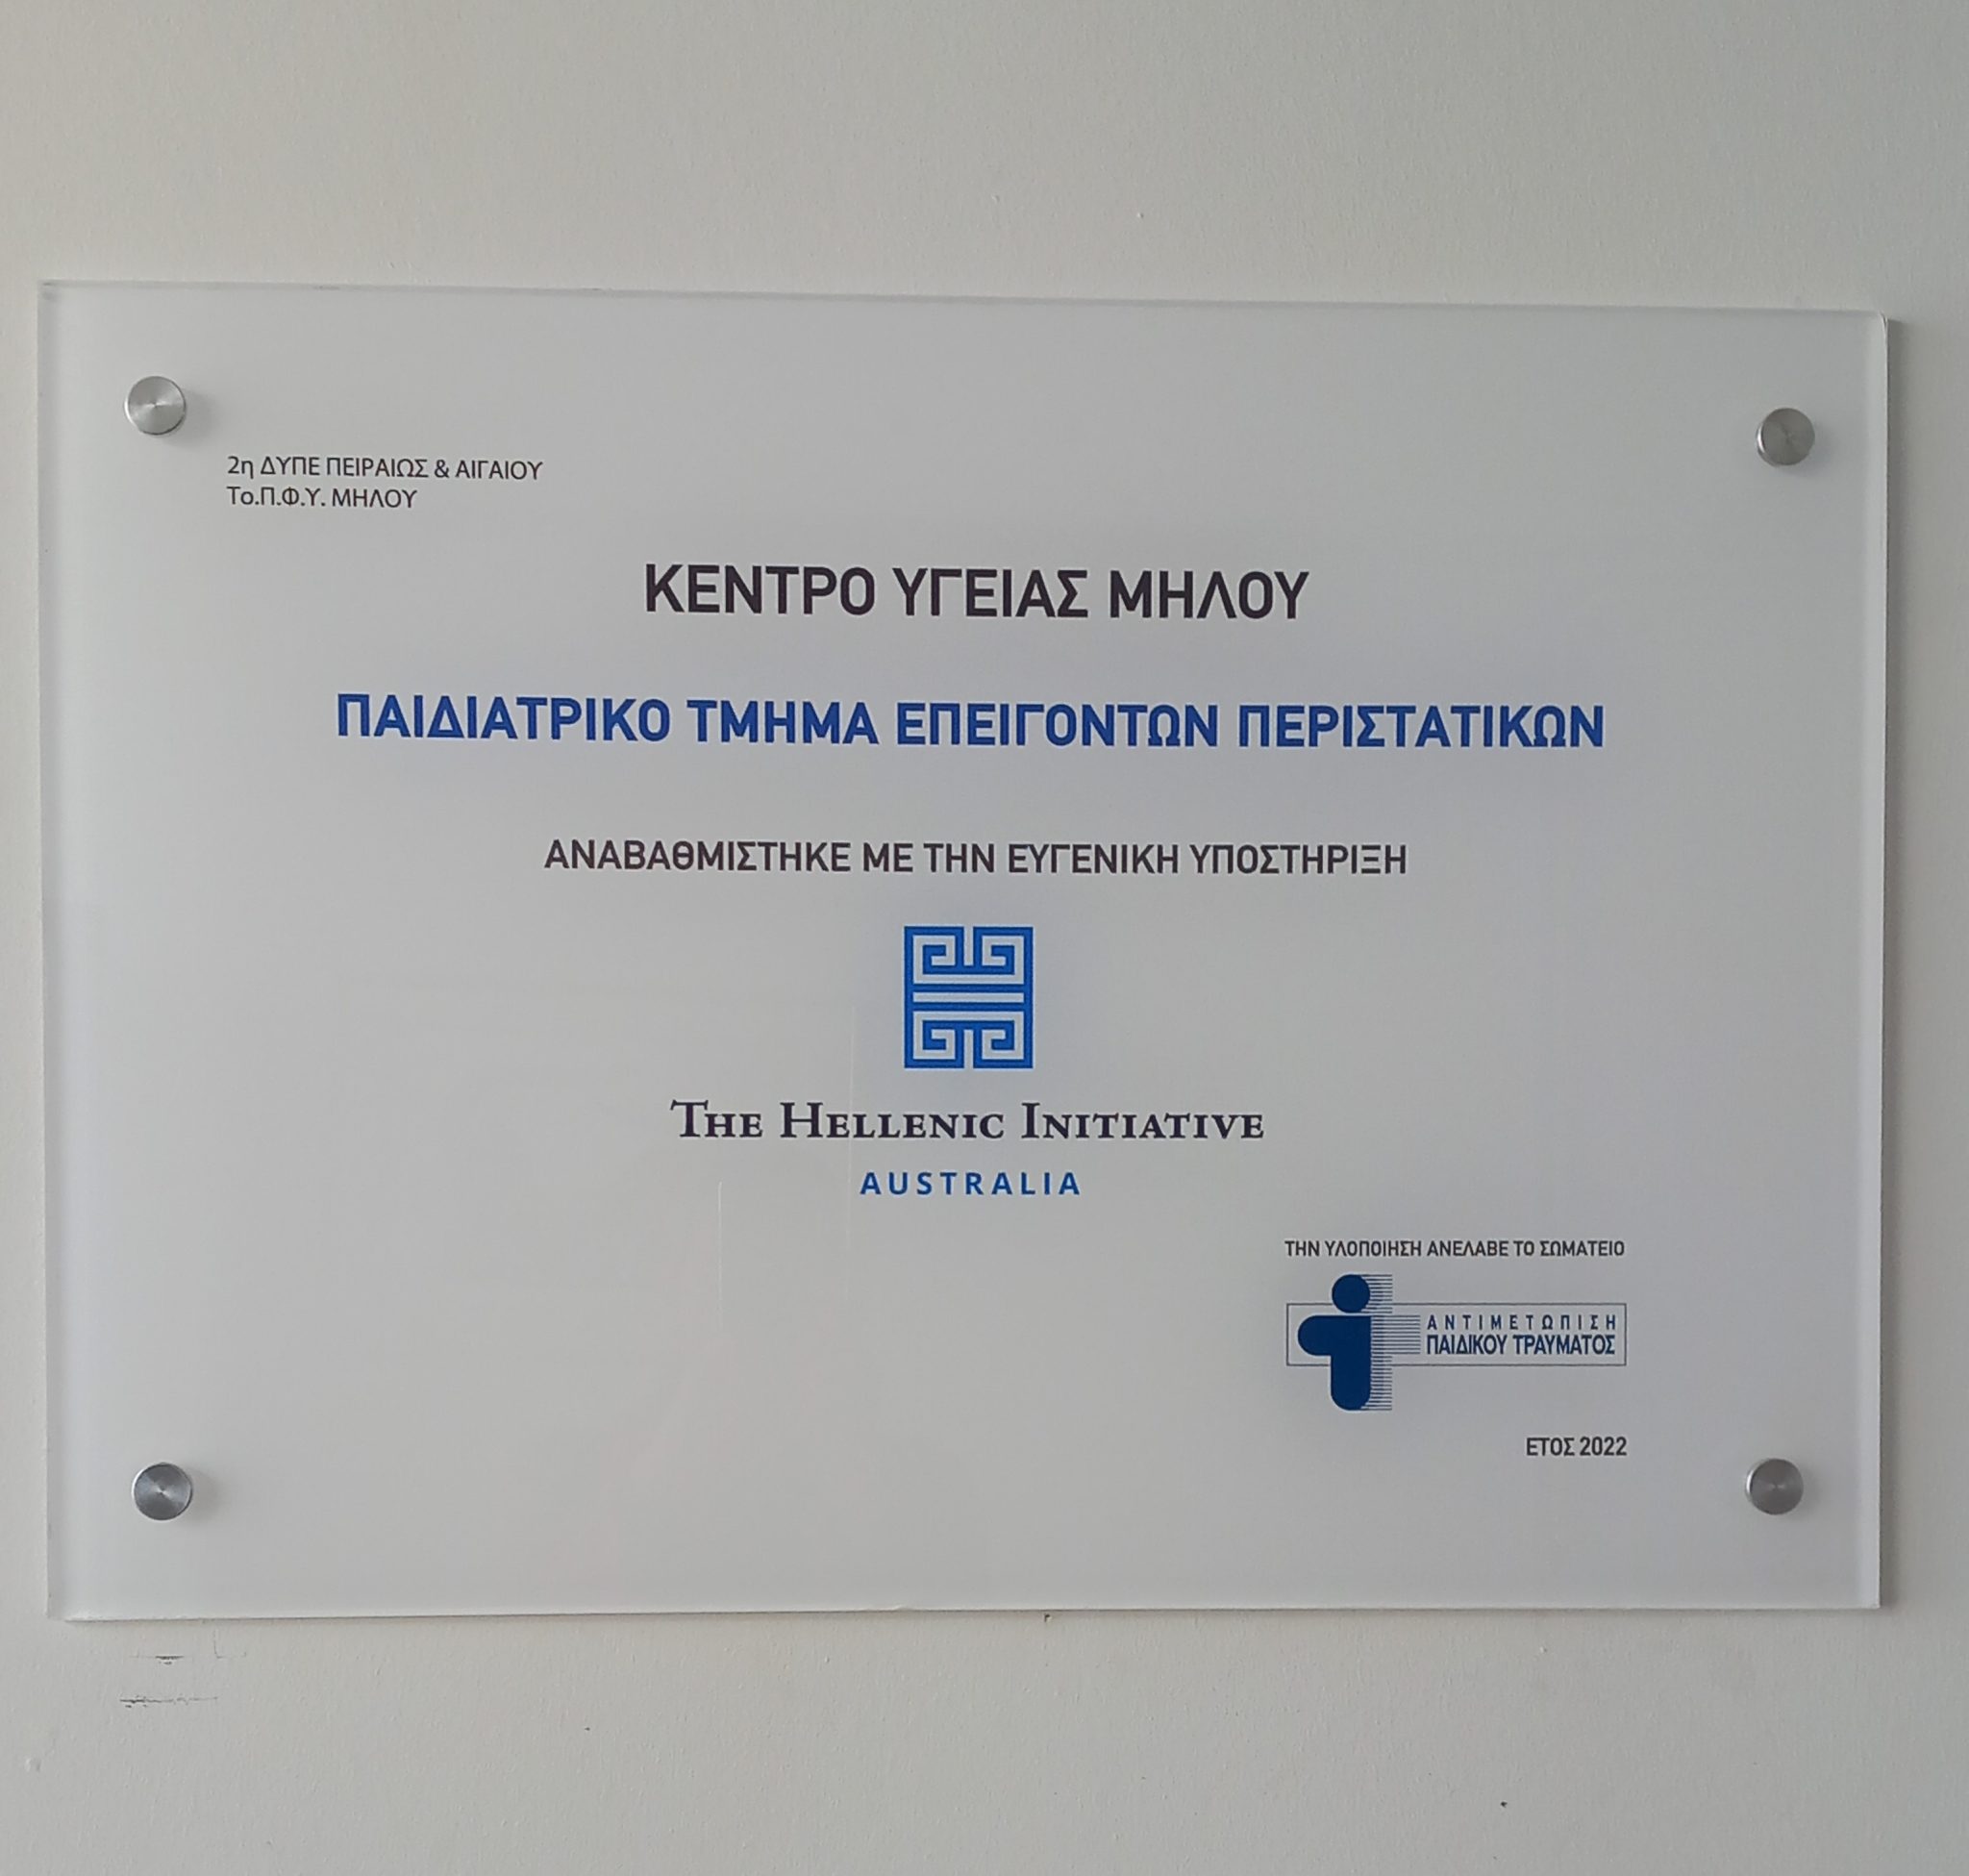 2η ΔΥΠΕ ΠΕΙΡΑΙΩΣ & ΑΙΓΑΙΟΥ
Το.Π.Φ.Υ. ΜΗΛΟΥ
ΚΕΝΤΡΟ ΥΓΕΙΑΣ ΜΗΛΟΥ
ΠΑΙΔΙΑΤΡΙΚΟ ΤΜΗΜΑ ΕΠΕΙΓΟΝΤΩΝ ΠΕΡΙΣΤΑΤΙΚΩΝ
ΑΝΑΒΑΘΜΙΣΤΗΚΕ ΜΕ ΤΗΝ ΕΥΓΕΝΙΚΗ ΥΠΟΣΤΗΡΙΞΗ
THE HELLENIC INITIATIVE
AUSTRALIA
ΤΗΝ ΥΛΟΠΟΙΗΣΗ ΑΝΕΛΑΒΕ ΤΟ ΣΩΜΑΤΕΙΟ
ΑΝΤΙΜΕΤΩΠΙΣΗ
ΠΑΙΔΙΚΟΥ ΤΡΑΥΜΑΤΟΣ
ΕΤΟΣ 2022